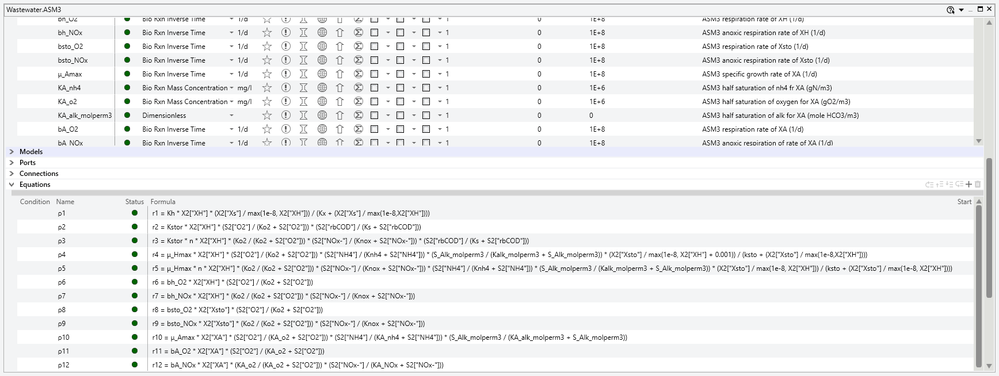 Wastewater.ASM3
bh_O2 Bio Rxn Inverse Time 1/d 1 0 1E+8 ASM3 respiration rate of XH (1/d)
bh_NOx Bio Rxn Inverse Time 1/d 1 0 1E+8 ASM3 anoxic respiration rate of XH (1/d)
bsto_O2 Bio Rxn Inverse Time 1/d 1 0 1E+8 ASM3 respiration rate of Xsto (1/d)
bsto_NOx Bio Rxn Inverse Time 1/d 1 0 1E+8 ASM3 anoxic respiration rate of Xsto (1/d)
μ_Amax Bio Rxn Inverse Time 1/d 1 0 1E+8 ASM3 specific growth rate of XA (1/d)
KA_nh4 Bio Rxn Mass Concentration mg/l 1 0 1E+6 ASM3 half saturation of nh4 fr XA (gN/m3)
KA_o2 Bio Rxn Mass Concentration mg/l 1 0 1E+6 ASM3 half saturation of oxygen for XA (gO2/m3)
KA_alk_molperm3 Dimensionless 1 0 0 ASM3 half saturation of alk for XA (mole HCO3/m3)
bA_O2 Bio Rxn Inverse Time 1/d 1 0 1E+8 ASM3 respiration rate of XA (1/d)
bA_NOx Bio Rxn Inverse Time 1/d 1 0 1E+8 ASM3 anoxic respiration of rate of XA (1/d)
Models
Ports
Connections
Equations
Condition Name Status Formula Start
ρ1 r1 = Kh * X2["XH"] * (X2["Xs"] / max(1e-8, X2["XH"])) / (Kx + (X2["Xs"] / max(1e-8,X2["XH"])))
ρ2 r2 = Kstor * X2["XH"] * (S2["O2"] / (Ko2 + S2["O2"])) * (S2["rbCOD"] / (Ks + S2["rbCOD"]))
ρ3 r3 = Kstor * n * X2["XH"] * (Ko2 / (Ko2 + S2["O2"])) * (S2["NOx-"] / (Knox + S2["NOx-"])) * (S2["rbCOD"] / (Ks + S2["rbCOD"]))
ρ4 r4 = μ_Hmax * X2["XH"] * (S2["O2"] / (Ko2 + S2["O2"])) * (S2["NH4"] / (Knh4 + S2["NH4"])) * (S_Alk_molperm3 / (Kalk_molperm3 + S_Alk_molperm3)) * (X2["Xsto"] / max(1e-8, X2["XH"] + 0.001)) / (ksto + (X2["Xsto"] / max(1e-8,X2["XH"])))
ρ5 r5 = μ_Hmax * n * X2["XH"] * (Ko2 / (Ko2 + S2["O2"])) * (S2["NOx-"] / (Knox + S2["NOx-"])) * (S2["NH4"] / (Knh4 + S2["NH4"])) * (S_Alk_molperm3 / (Kalk_molperm3 + S_Alk_molperm3)) * (X2["Xsto"] / max(1e-8, X2["XH"])) / (ksto + (X2["Xsto"] / max(1e-8, X2["XH"])))
ρ6 r6 = bh_O2 * X2["XH"] * (S2["O2"] / (Ko2 + S2["O2"]))
ρ7 r7 = bh_NOx * X2["XH"] * (Ko2 / (Ko2 + S2["O2"])) * (S2["NOx-"] / (Knox + S2["NOx-"]))
ρ8 r8 = bsto_O2 * X2["Xsto"] * (S2["O2"] / (Ko2 + S2["O2"]))
ρ9 r9 = bsto_NOx * X2["Xsto"] * (Ko2 / (Ko2 + S2["O2"])) * (S2["NOx-"] / (Knox + S2["NOx-"]))
ρ10 r10 = μ_Amax * X2["XA"] * (S2["O2"] / (KA_o2 + S2["O2"])) * (S2["NH4"] / (KA_nh4 + S2["NH4"])) * (S_Alk_molperm3 / (KA_alk_molperm3 + S_Alk_molperm3))
ρ11 r11 = bA_O2 * X2["XA"] * (S2["O2"] / (KA_o2 + S2["O2"]))
ρ12 r12 = bA_NOx * X2["XA"] * (KA_o2 / (KA_o2 + S2["O2"])) * (S2["NOx-"] / (KA_NOx + S2["NOx-"]))